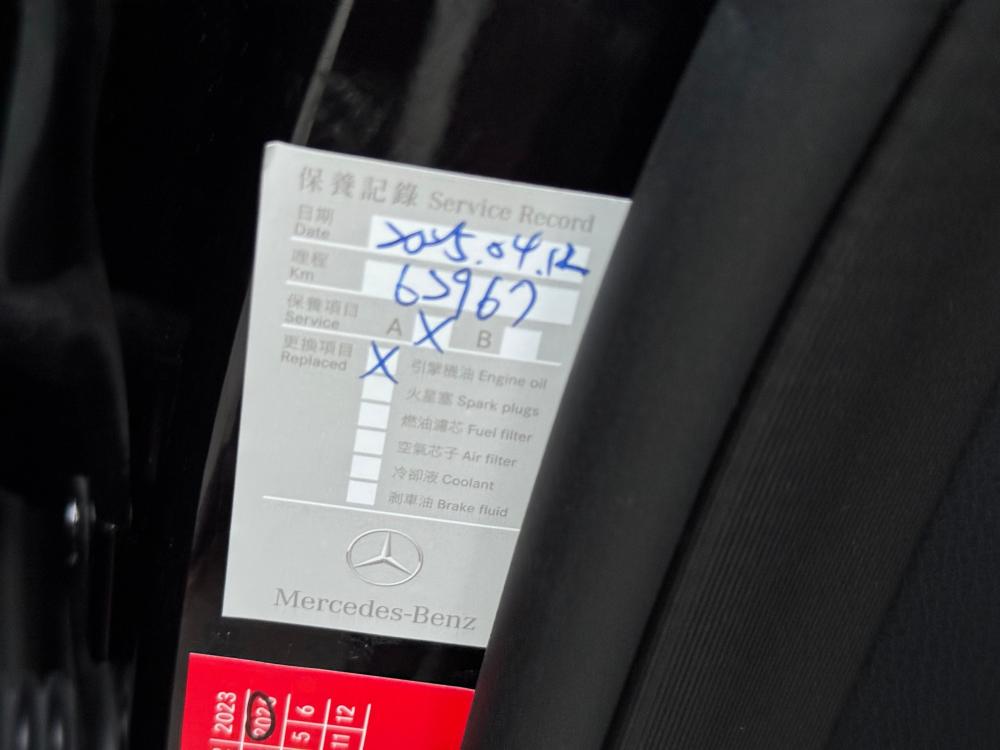 保養記錄 Service Record
日期
Date
2025.04.12
哩程
Km
63967
保養項目
Service
A X B
更換項目
Replaced
X 引擎機油 Engine oil
火星塞 Spark plugs
燃油濾芯 Fuel filter
空氣芯子 Air filter
冷卻液 Coolant
剎車油 Brake fluid
Mercedes-Benz
2023
5 6
11 12